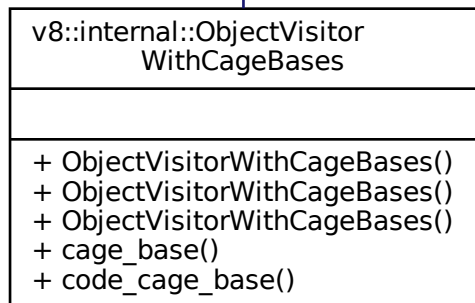 v8::internal::ObjectVisitor
WithCageBases
+ ObjectVisitorWithCageBases()
+ ObjectVisitorWithCageBases()
+ ObjectVisitorWithCageBases()
+ cage_base()
+ code_cage_base()